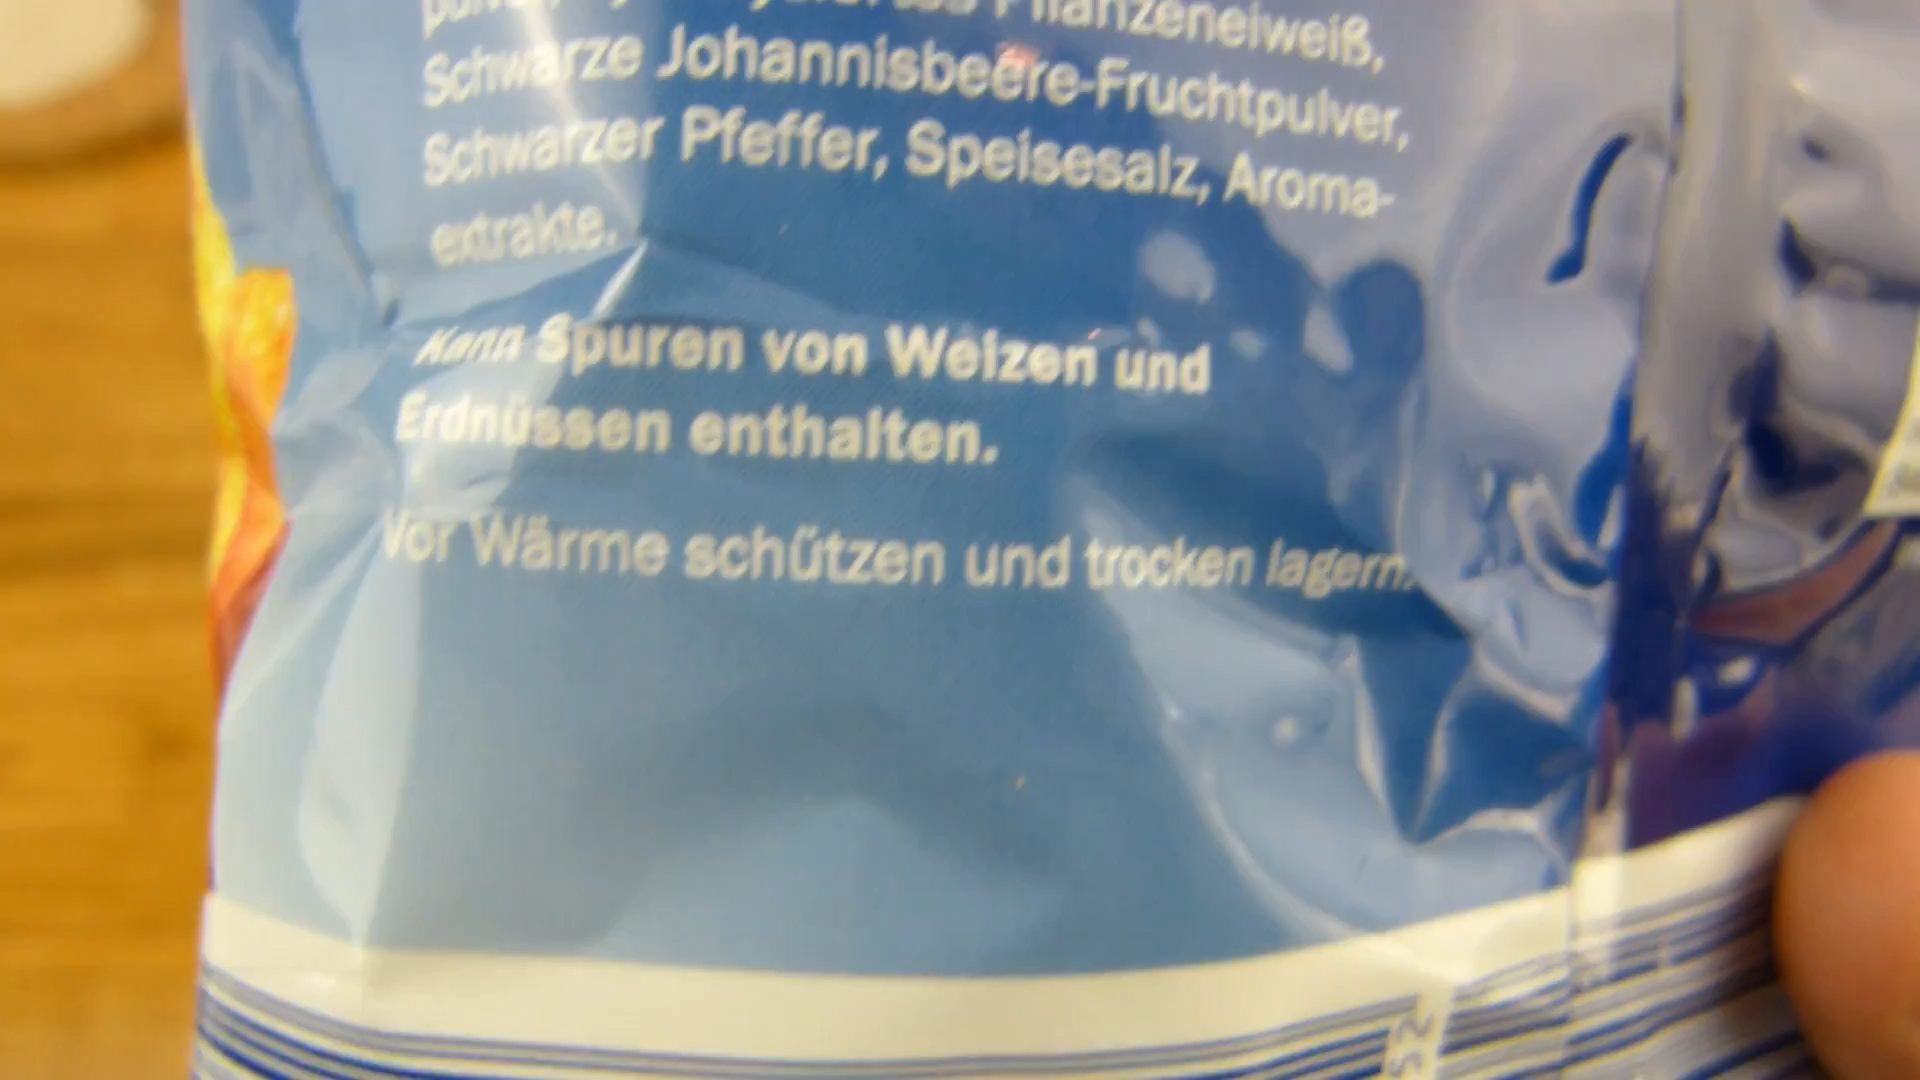 Pflanzeneiweiß,
Schwarze Johannisbeere-Fruchtpulver,
Schwarzer Pfeffer, Speisesalz, Aroma-
extrakte.
Kann Spuren von Weizen und
Erdnüssen enthalten.
Vor Wärme schützen und trocken lagern.